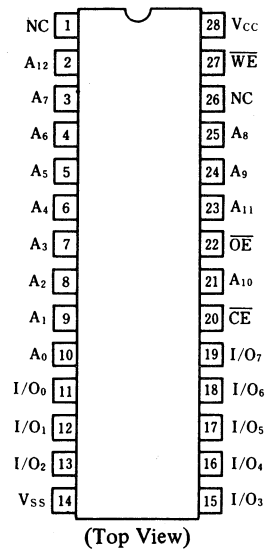 NC 1 28 Vcc
A12 2 27 WE
A7 3 26 NC
A6 4 25 A8
A5 5 24 A9
A4 6 23 A11
A3 7 22 OE
A2 8 21 A10
A1 9 20 CE
A0 10 19 I/O7
I/O0 11 18 I/O6
I/O1 12 17 I/O5
I/O2 13 16 I/O4
Vss 14 15 I/O3
(Top View)